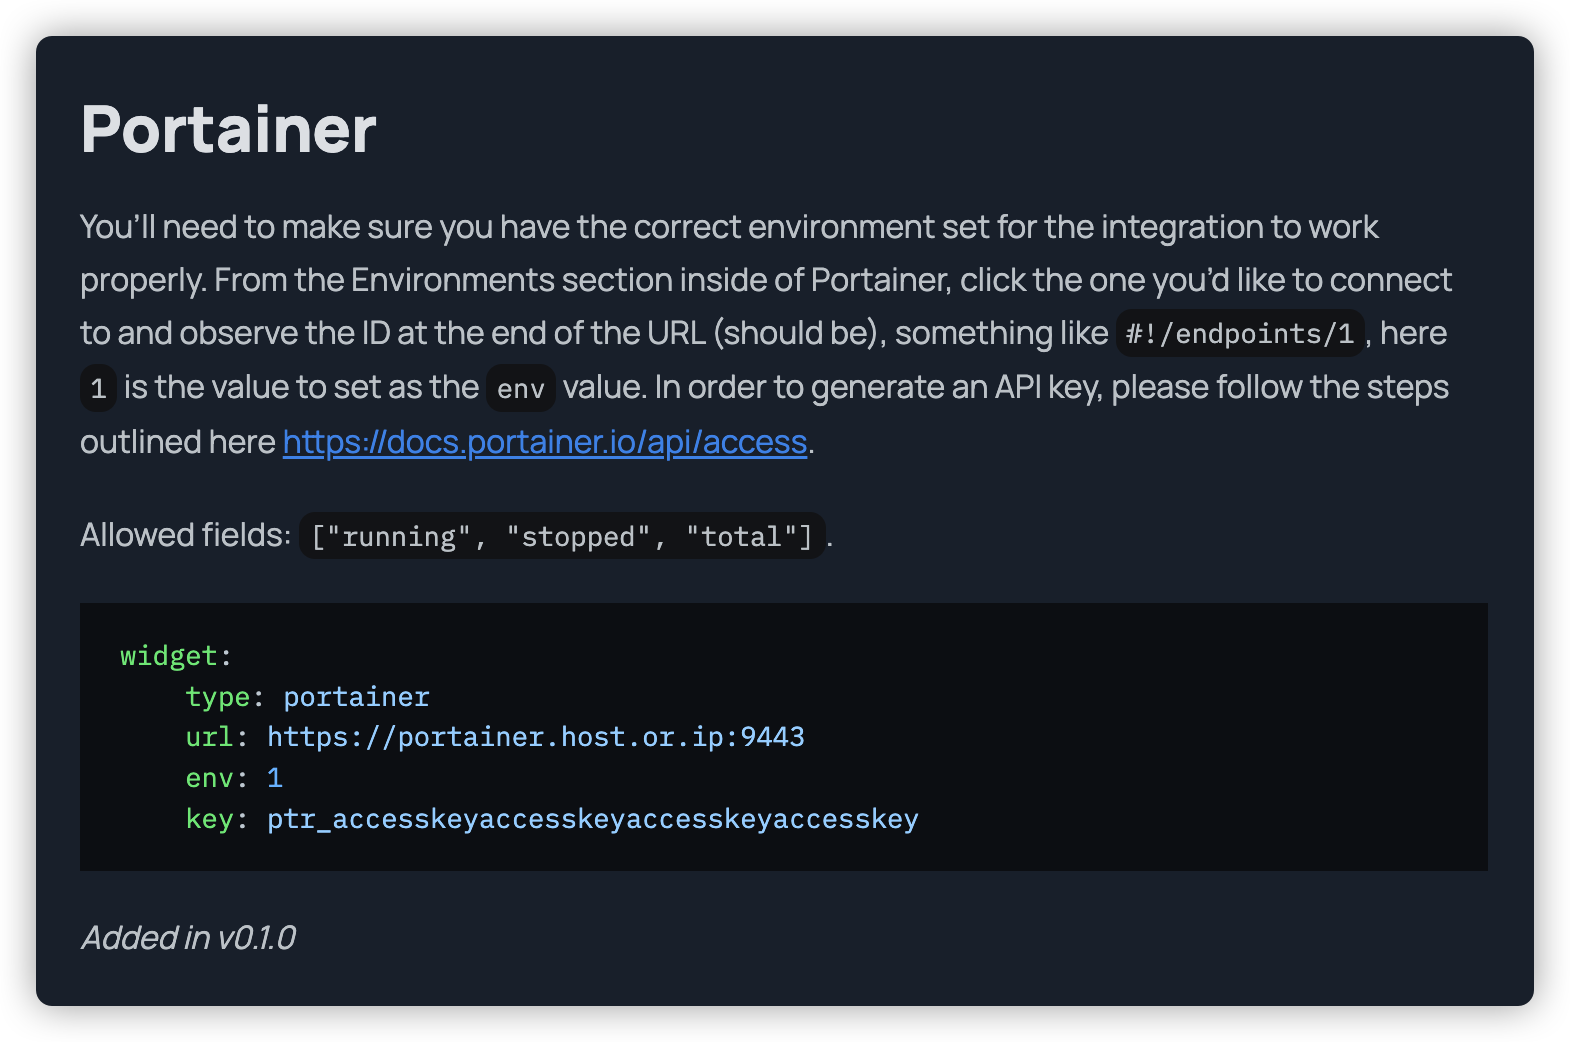 Portainer
You’ll need to make sure you have the correct environment set for the integration to work
properly. From the Environments section inside of Portainer, click the one you’d like to connect
to and observe the ID at the end of the URL (should be), something like #!/endpoints/1, here
1 is the value to set as the env value. In order to generate an API key, please follow the steps
outlined here https://docs.portainer.io/api/access.
Allowed fields: ["running", "stopped", "total"].
widget:
    type: portainer
    url: https://portainer.host.or.ip:9443
    env: 1
    key: ptr_accesskeyaccesskeyaccesskeyaccesskey
Added in v0.1.0